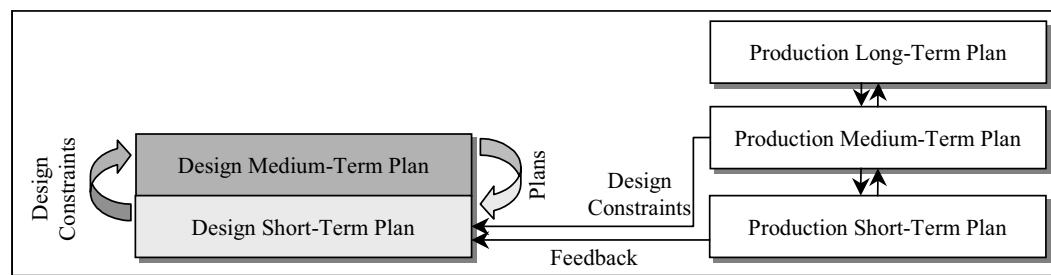 Production Long-Term Plan
Design Medium-Term Plan
Production Medium-Term Plan
Design
Constraints
Plans
Design
Constraints
Design Short-Term Plan
Production Short-Term Plan
Feedback